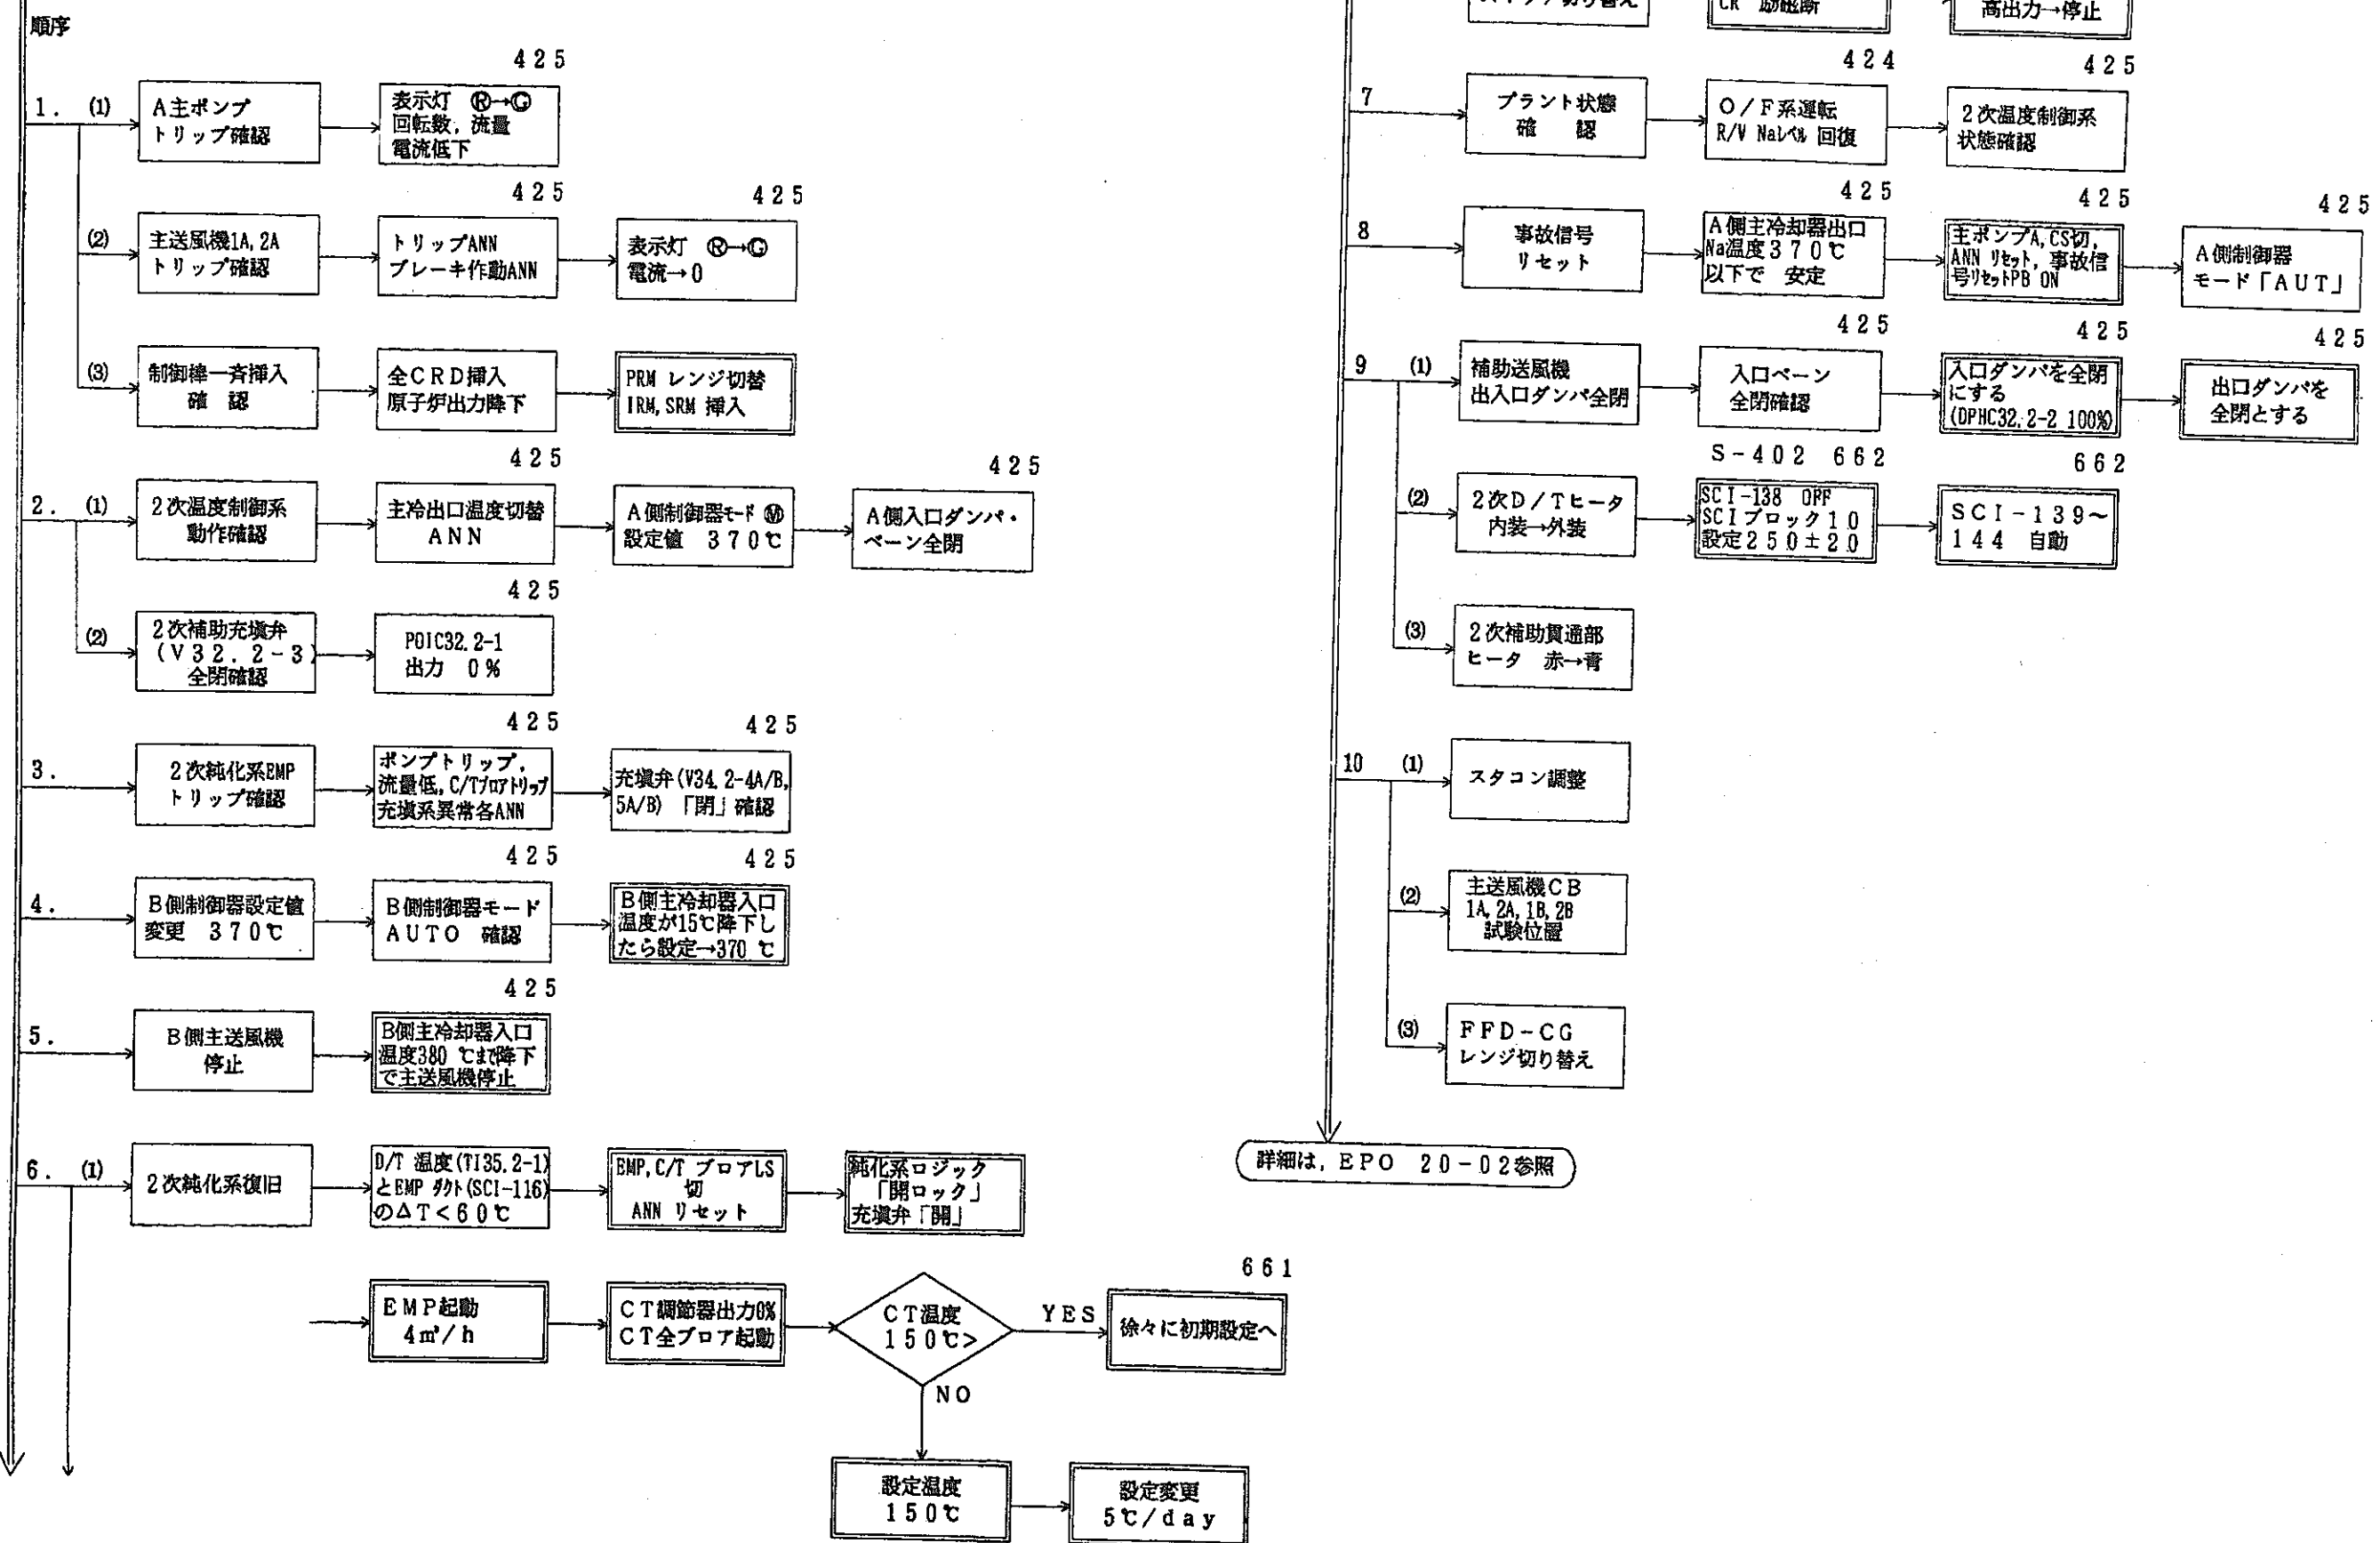 順序
425
1. (1)
A主ポンプ
トリップ確認
表示灯 Ⓡ→Ⓖ
回転数, 流量
電流低下
425
425
(2)
主送風機1A, 2A
トリップ確認
トリップANN
ブレーキ作動ANN
表示灯 Ⓡ→Ⓖ
電流→0
(3)
制御棒一斉挿入
確 認
全CRD挿入
原子炉出力降下
PRM レンジ切替
IRM, SRM 挿入
425
425
2. (1)
2次温度制御系
動作確認
主冷出口温度切替
ANN
A側制御器モード Ⓜ
設定値 370℃
A側入口ダンパ・
ベーン全閉
425
(2)
2次補助充填弁
(V32. 2-3)
全閉確認
POIC32.2-1
出力 0%
425
425
3.
2次純化系EMP
トリップ確認
ポンプトリップ,
流量低, C/Tブロアトリップ
充填系異常各ANN
充填弁(V34. 2-4A/B,
5A/B) 「閉」確認
425
425
4.
B側制御器設定値
変更 370℃
B側制御器モード
AUTO 確認
B側主冷却器入口
温度が15℃降下し
たら設定→370 ℃
425
5.
B側主送風機
停止
B側主冷却器入口
温度380 ℃まで降下
で主送風機停止
6. (1)
2次純化系復旧
D/T 温度(TI35. 2-1)
とEMP ダクト(SCI-116)
のΔT<60℃
EMP, C/T ブロアLS
切
ANN リセット
純化系ロジック
「開ロック」
充填弁「開」
EMP起動
4㎥/h
CT調節器出力0%
CT全ブロア起動
CT温度
150℃>
YES
661
徐々に初期設定へ
NO
設定温度
150℃
設定変更
5℃/day
切り替え
CR 励磁断
高出力→停止
424
425
7
プラント状態
確 認
O/F系運転
R/V Naレベル 回復
2次温度制御系
状態確認
425
425
425
8
事故信号
リセット
A側主冷却器出口
Na温度370℃
以下で 安定
主ポンプA, CS切,
ANN リセット, 事故信
号リセットPB ON
A側制御器
モード「AUT」
425
425
425
9 (1)
補助送風機
出入口ダンパ全閉
入口ベーン
全閉確認
入口ダンパを全閉
にする
(DPHC32. 2-2 100%)
出口ダンパを
全閉とする
S-402 662
662
(2)
2次D/Tヒータ
内装→外装
SCI-138 OFF
SCIブロック10
設定250±20
SCI-139～
144 自動
(3)
2次補助貫通部
ヒータ 赤→青
10 (1)
スタコン調整
(2)
主送風機CB
1A, 2A, 1B, 2B
試験位置
(3)
FFD-CG
レンジ切り替え
詳細は, EPO 20-02参照